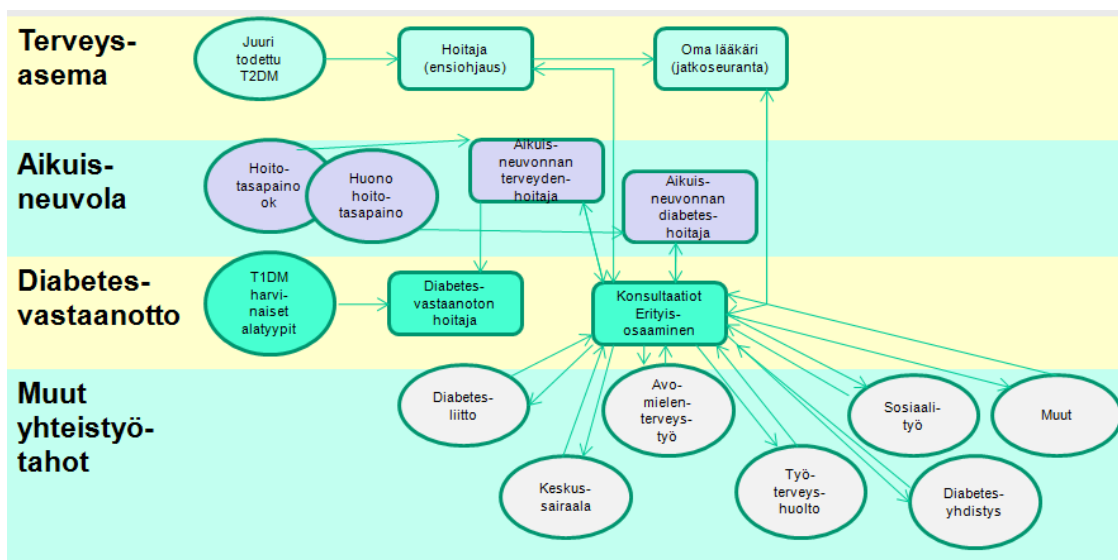 Terveys-
asema
Juuri
todettu
T2DM
Hoitaja
(ensiohjaus)
Oma lääkäri
(jatkoseuranta)
Aikuis-
neuvola
Hoito-
tasapaino
ok
Huono
hoito-
tasapaino
Aikuis-
neuvonnan
terveyden-
hoitaja
Aikuis-
neuvonnan
diabetes-
hoitaja
Diabetes-
vastaanotto
T1DM
harvi-
naiset
alatyypit
Diabetes-
vastaanoton
hoitaja
Konsultaatiot
Erityis-
osaaminen
Muut
yhteistyö-
tahot
Diabetes-
liitto
Avo-
mielen-
terveys-
työ
Sosiaali-
työ
Muut
Keskus-
sairaala
Työ-
terveys-
huolto
Diabetes-
yhdistys